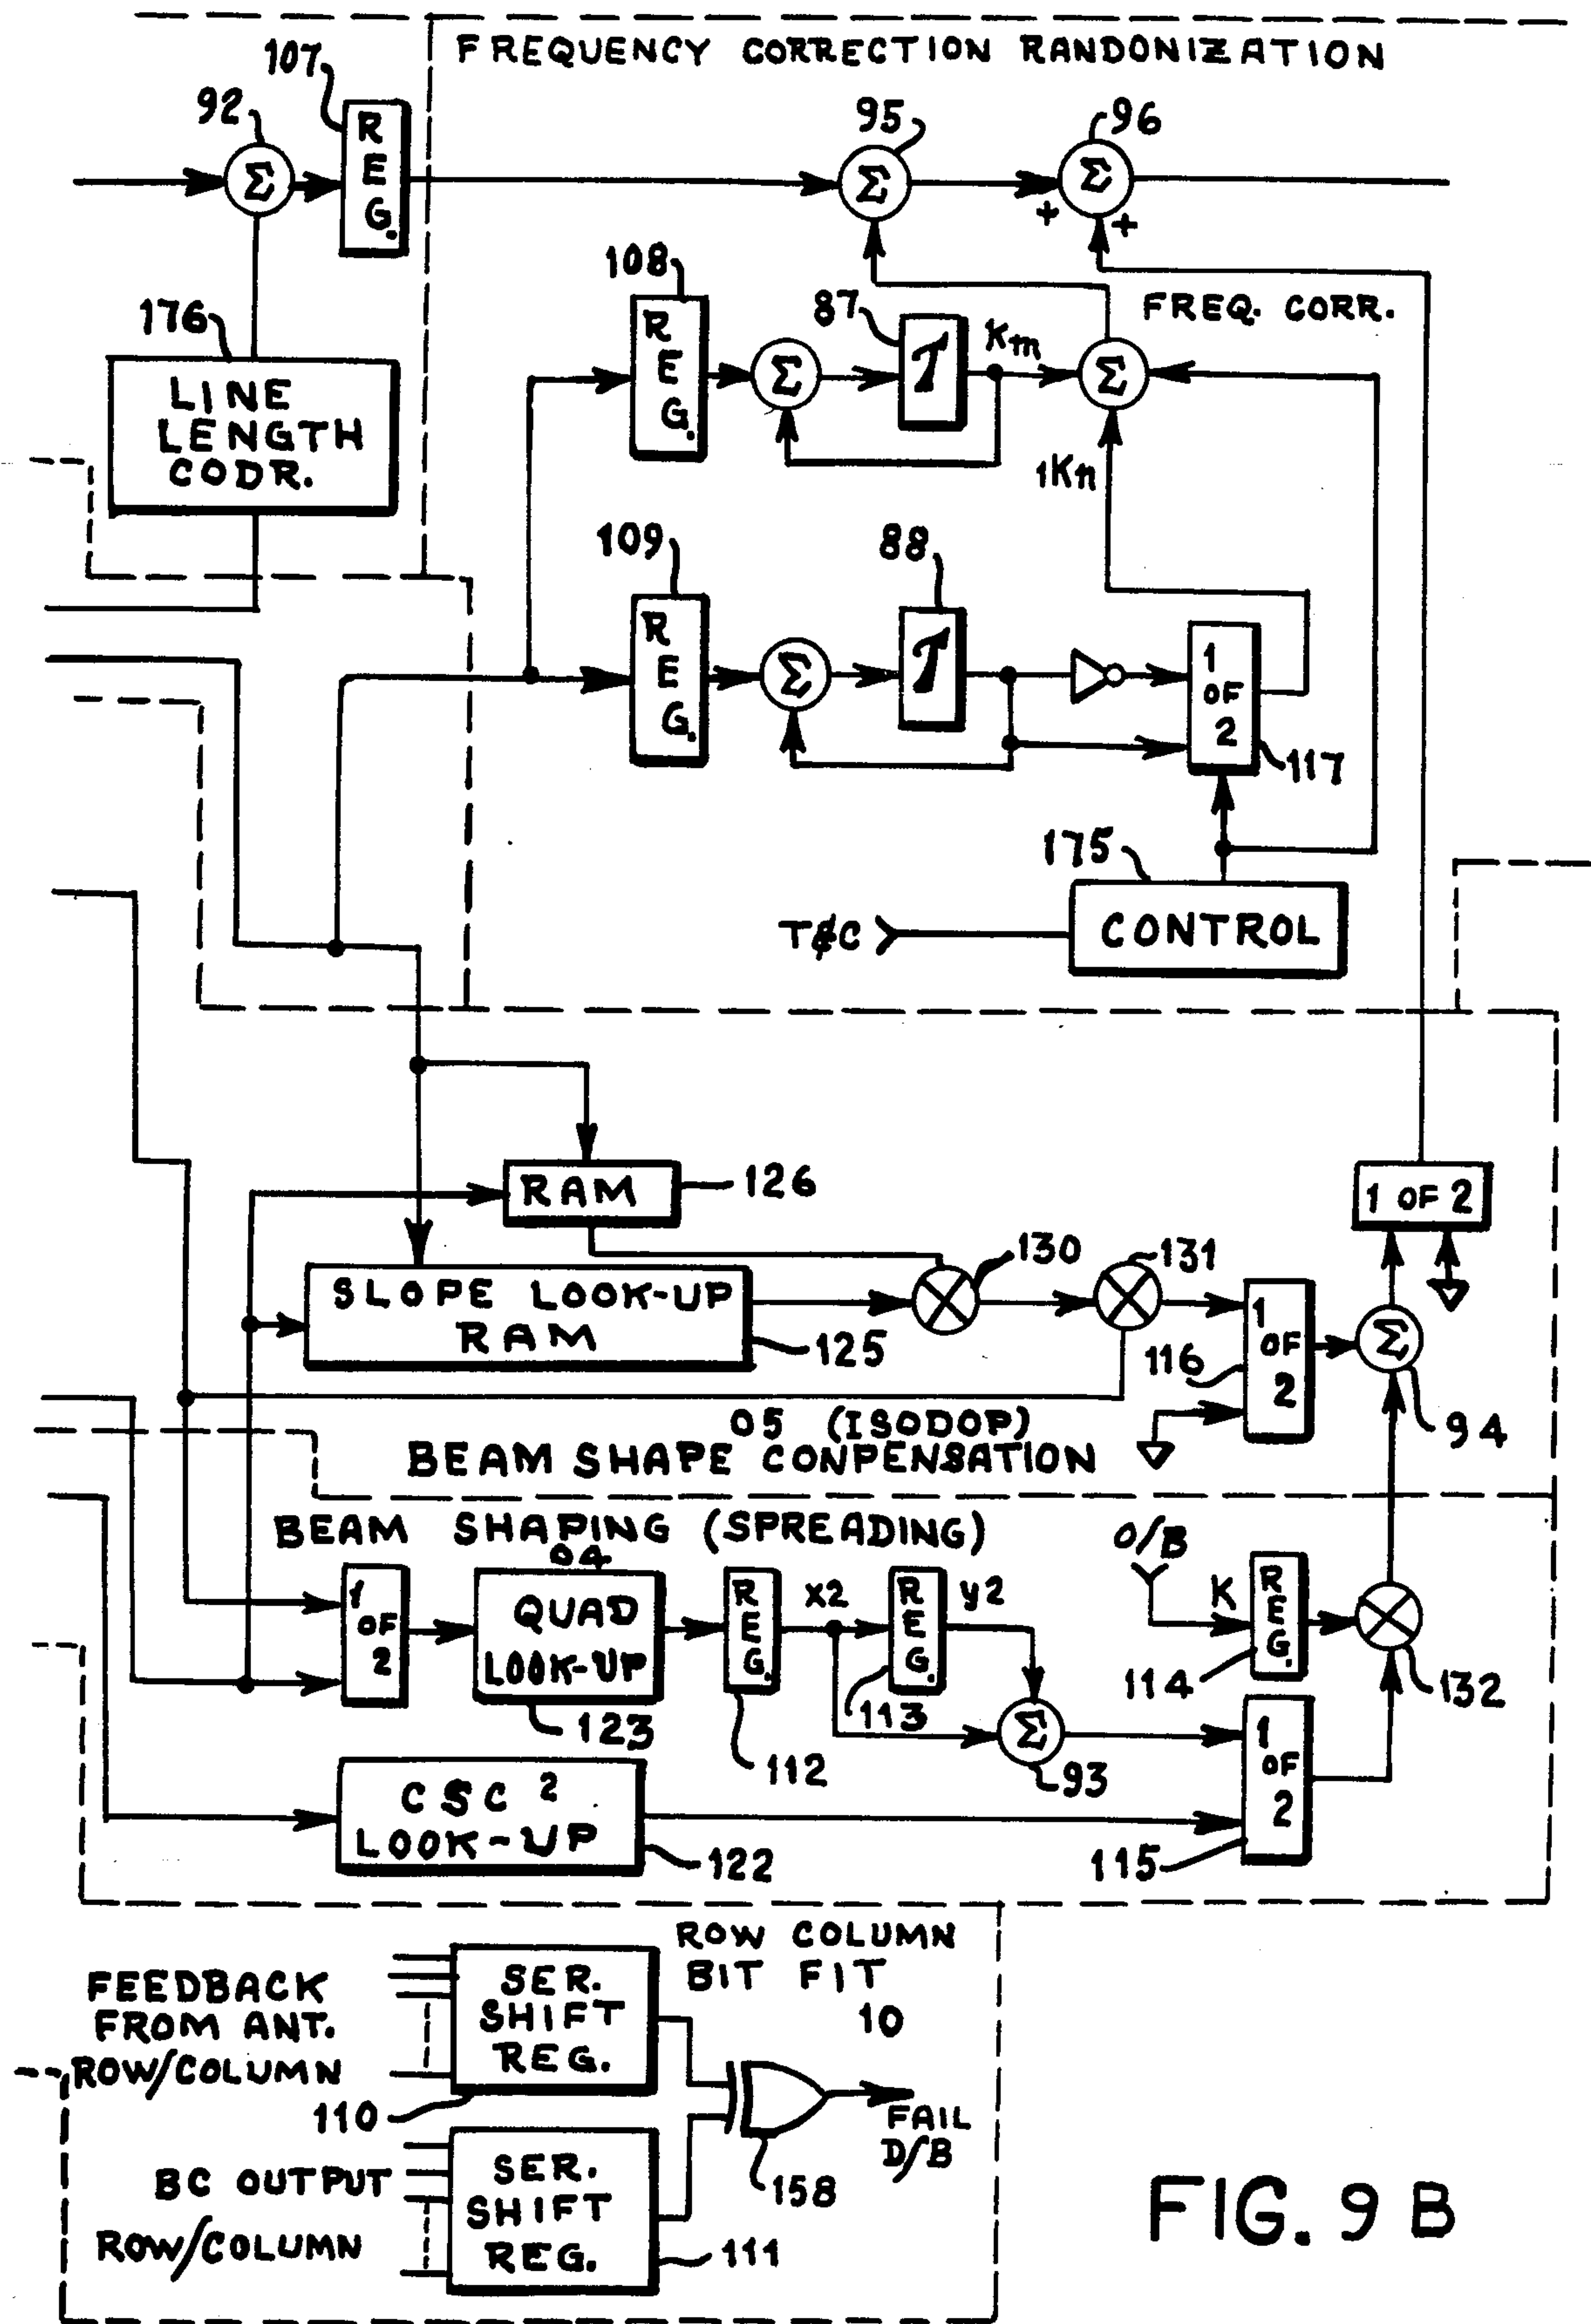 FREQUENCY CORRECTION RANDONIZATION
107
92
Σ
R
E
G.
95
Σ
96
Σ
+
+
176
LINE
LENGTH
CODR.
108
R
E
G.
Σ
87
T
Km
Σ
FREQ. CORR.
1Kn
109
R
E
G.
Σ
88
T
1
OF
2
117
175
T&C
CONTROL
RAM
126
SLOPE LOOK-UP
RAM
125
130
131
1
OF
2
116
1 OF 2
Σ
94
05 (ISODOP)
BEAM SHAPE CONPENSATION
BEAM SHAPING (SPREADING)
04
1
OF
2
QUAD
LOOK-UP
123
R
E
G.
112
X2
R
E
G.
113
Y2
Σ
93
O/B
K
R
E
G.
114
132
CSC 2
LOOK-UP
122
1
OF
2
115
ROW COLUMN
BIT FIT
10
FEEDBACK
FROM ANT.
ROW/COLUMN
SER.
SHIFT
REG.
110
BC OUTPUT
ROW/COLUMN
SER.
SHIFT
REG.
111
158
FAIL
D/B
FIG. 9 B